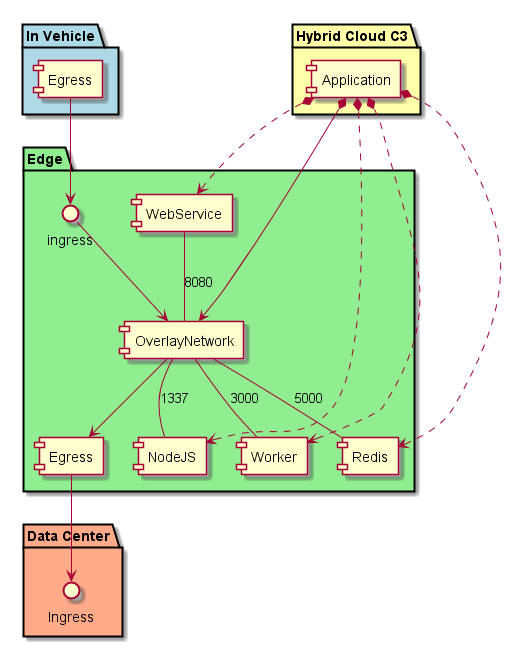 In Vehicle
Hybrid Cloud C3
Egress
Application
Edge
WebService
ingress
8080
OverlayNetwork
1337
3000
5000
Egress
NodeJS
Worker
Redis
Data Center
Ingress